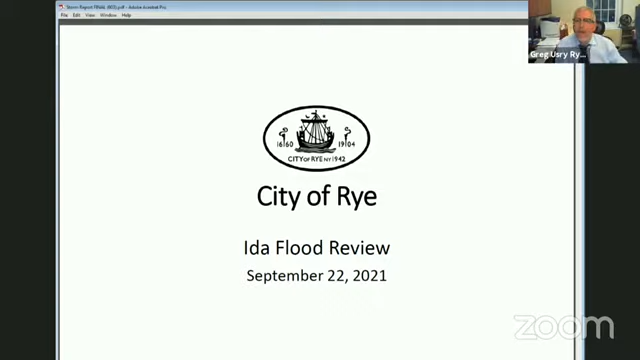 Storm Report FINAL (RCO).pdf - Adobe Acrobat Pro
File Edit View Window Help
Greg Usry Ry...
1660 1904
CITY OF RYE NY 1942
City of Rye
Ida Flood Review
September 22, 2021
zoom